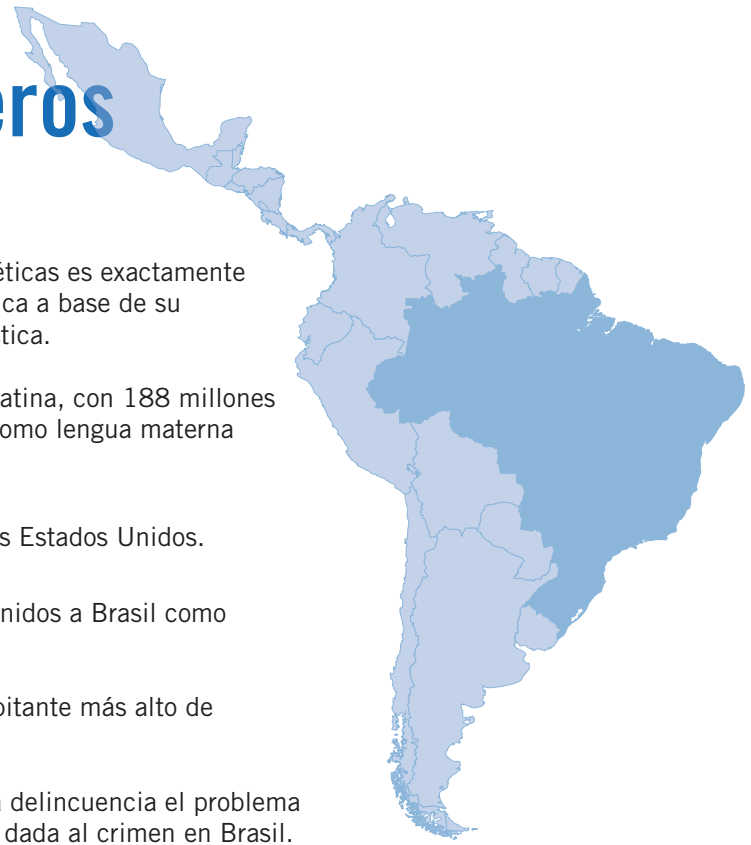 eros
éticas es exactamente
ca a base de su
tica.
atina, con 188 millones
omo lengua materna
s Estados Unidos.
nidos a Brasil como
bitante más alto de
a delincuencia el problema
dada al crimen en Brasil.